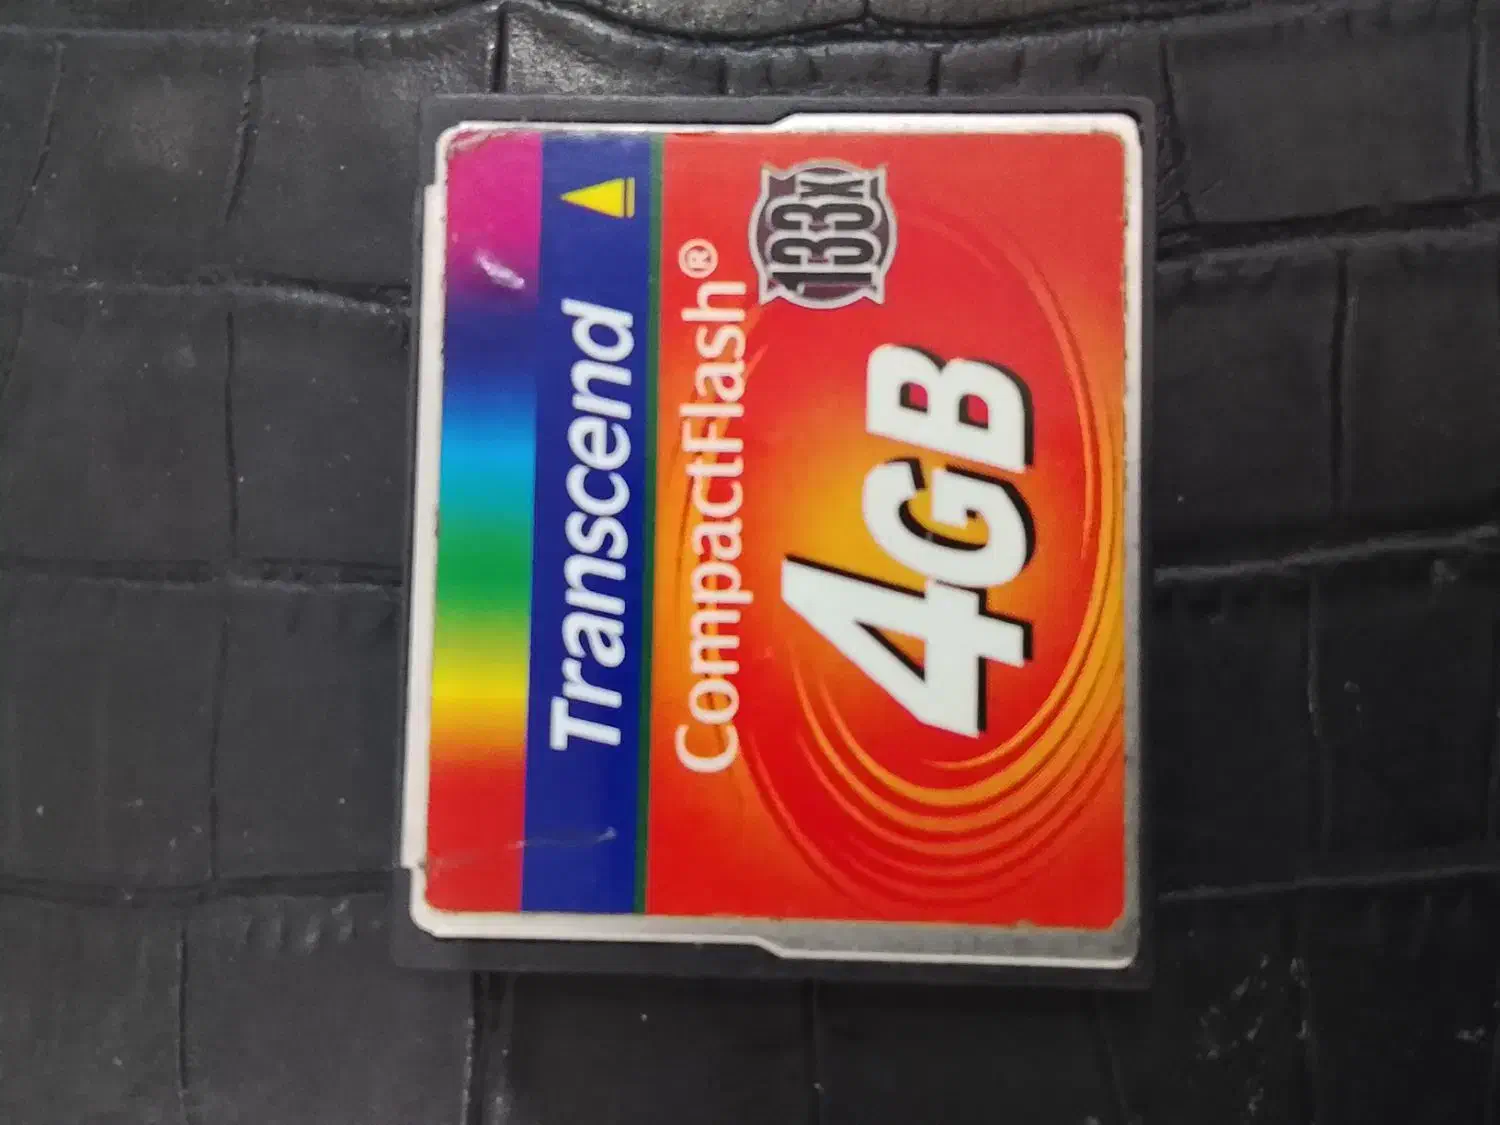 Transcend
CompactFlash®
133x
4GB